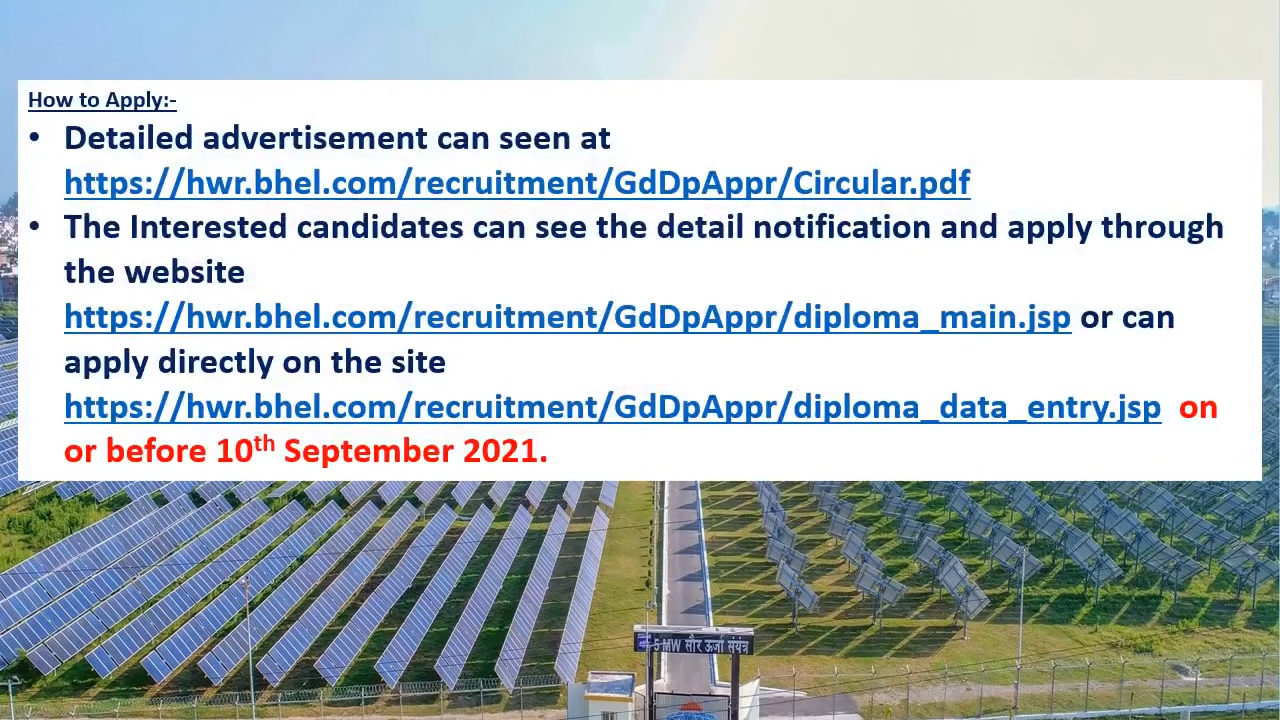 How to Apply:-
• Detailed advertisement can seen at
https://hwr.bhel.com/recruitment/GdDpAppr/Circular.pdf
• The Interested candidates can see the detail notification and apply through
the website
https://hwr.bhel.com/recruitment/GdDpAppr/diploma_main.jsp or can
apply directly on the site
https://hwr.bhel.com/recruitment/GdDpAppr/diploma_data_entry.jsp on
or before 10th September 2021.
5 MW सौर ऊर्जा संयंत्र